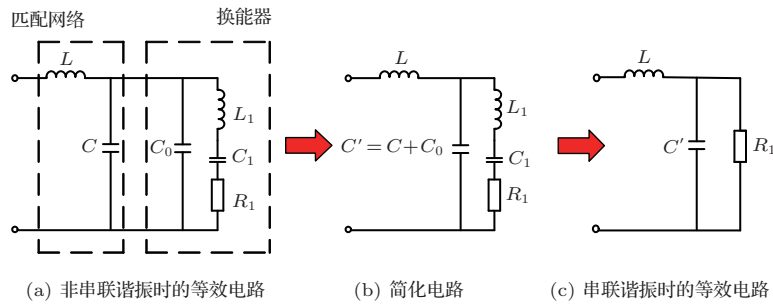 匹配网络
换能器
L
C
C₀
L₁
C₁
R₁
L
C′=C+C₀
L₁
C₁
R₁
L
C′
R₁
(a) 非串联谐振时的等效电路
(b) 简化电路
(c) 串联谐振时的等效电路